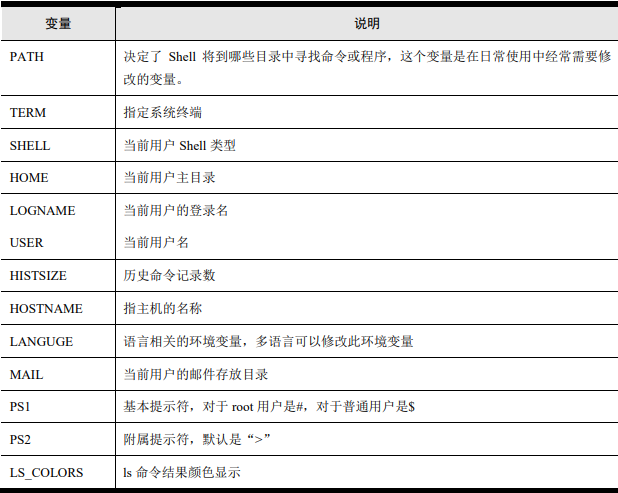 变量 说明
PATH 决定了 Shell 将到哪些目录中寻找命令或程序，这个变量是在日常使用中经常需要修
改的变量。
TERM 指定系统终端
SHELL 当前用户 Shell 类型
HOME 当前用户主目录
LOGNAME 当前用户的登录名
USER 当前用户名
HISTSIZE 历史命令记录数
HOSTNAME 指主机的名称
LANGUGE 语言相关的环境变量，多语言可以修改此环境变量
MAIL 当前用户的邮件存放目录
PS1 基本提示符，对于 root 用户是#，对于普通用户是$
PS2 附属提示符，默认是“>”
LS_COLORS ls 命令结果颜色显示